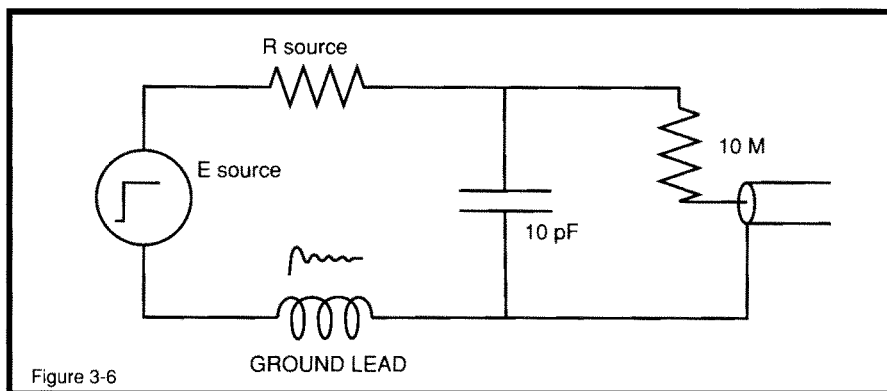 R source
E source
10 M
10 pF
GROUND LEAD
Figure 3-6